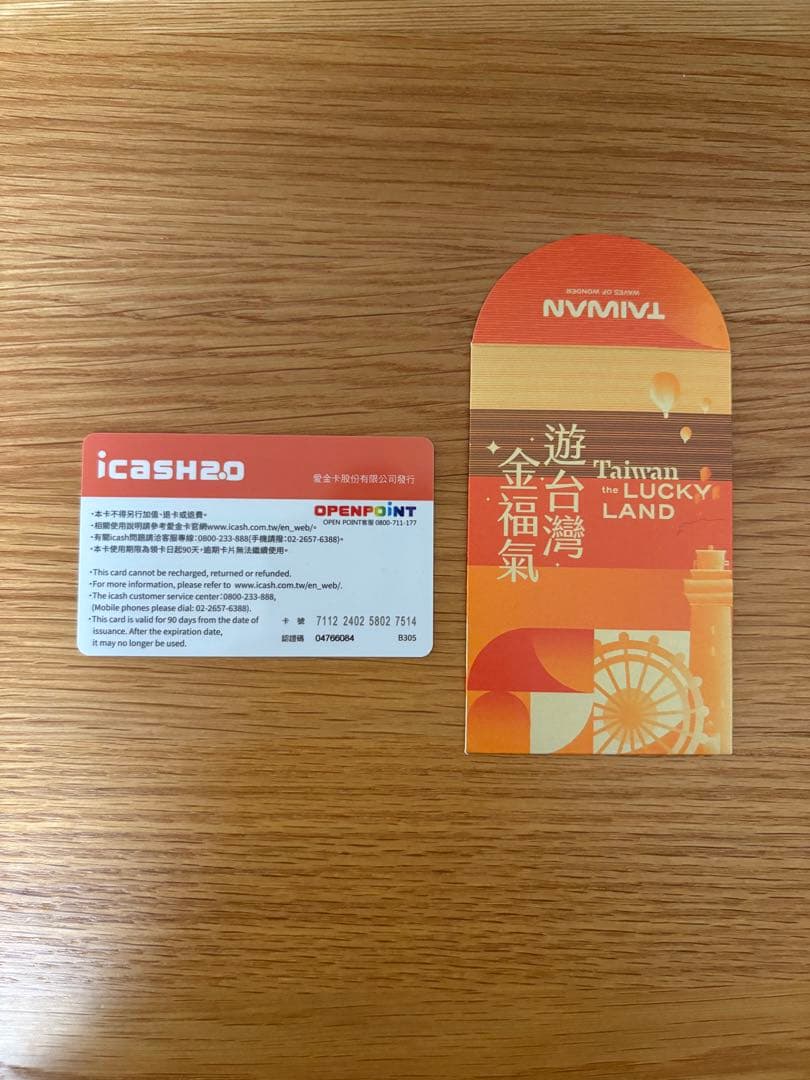 icash2.0
愛金卡股份有限公司發行
•本卡不得另行加值、退卡或退費。
•相關使用說明請參考愛金卡官網www.icash.com.tw/en_web/。
•有關icash問題請洽客服專線:0800-233-888(手機請撥:02-2657-6388)。
•本卡使用期限為領卡日起90天,逾期卡片無法繼續使用。
OPENPOiNT
OPEN POINT客服 0800-711-177
•This card cannot be recharged, returned or refunded.
•For more information, please refer to www.icash.com.tw/en_web/.
•The icash customer service center:0800-233-888,
(Mobile phones please dial: 02-2657-6388).
•This card is valid for 90 days from the date of
issuance. After the expiration date,
it may no longer be used.
卡 號 7112 2402 5802 7514
認證碼 04766084 B305
TAIWAN
WAVES OF WONDER
遊台灣
金福氣
Taiwan
the LUCKY
LAND